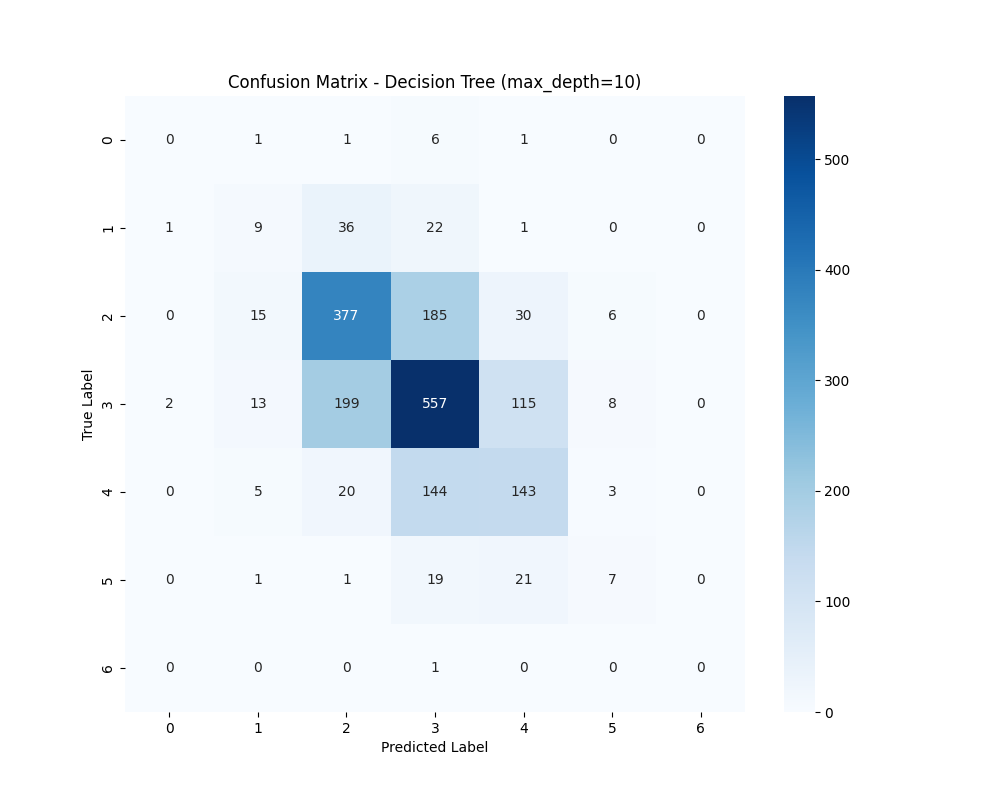 Confusion Matrix - Decision Tree (max_depth=10)
0 0 1 1 6 1 0 0
1 1 9 36 22 1 0 0
2 0 15 377 185 30 6 0
3 2 13 199 557 115 8 0
4 0 5 20 144 143 3 0
5 0 1 1 19 21 7 0
6 0 0 0 1 0 0 0
0 1 2 3 4 5 6
True Label
Predicted Label
500
400
300
200
100
0